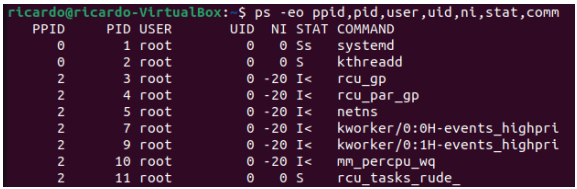 ricardo@ricardo-VirtualBox:~$ ps -eo ppid,pid,user,uid,ni,stat,comm
   PPID     PID USER       UID  NI STAT COMMAND
      0       1 root         0   0 Ss   systemd
      0       2 root         0   0 S    kthreadd
      2       3 root         0 -20 I<   rcu_gp
      2       4 root         0 -20 I<   rcu_par_gp
      2       5 root         0 -20 I<   netns
      2       7 root         0 -20 I<   kworker/0:0H-events_highpri
      2       9 root         0 -20 I<   kworker/0:1H-events_highpri
      2      10 root         0 -20 I<   mm_percpu_wq
      2      11 root         0   0 S    rcu_tasks_rude_